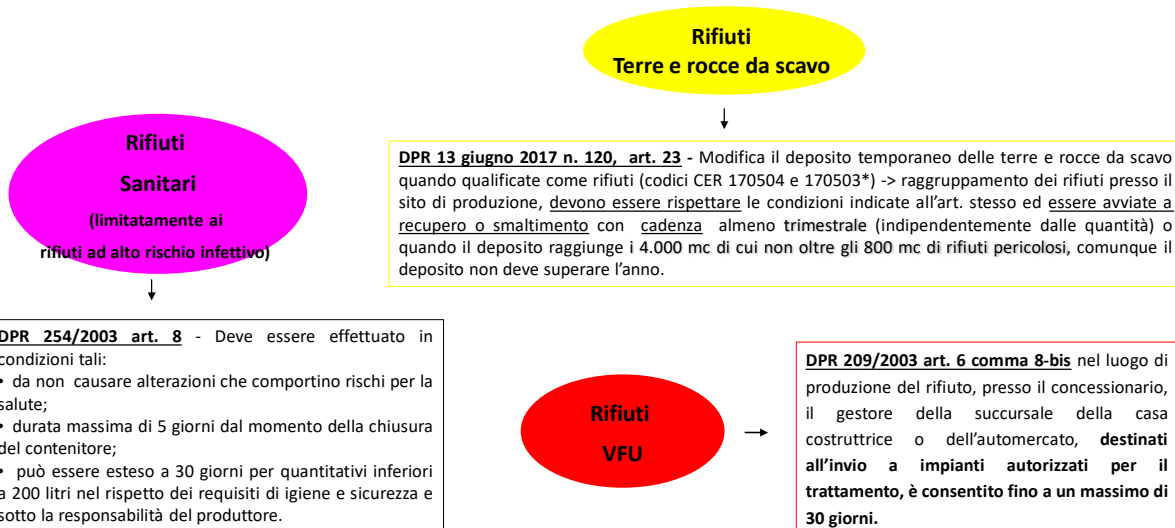 Rifiuti
Terre e rocce da scavo
DPR 13 giugno 2017 n. 120, art. 23 - Modifica il deposito temporaneo delle terre e rocce da scavo
quando qualificate come rifiuti (codici CER 170504 e 170503*) -> raggruppamento dei rifiuti presso il
sito di produzione, devono essere rispettare le condizioni indicate all'art. stesso ed essere avviate a
recupero o smaltimento con cadenza almeno trimestrale (indipendentemente dalle quantità) o
quando il deposito raggiunge i 4.000 mc di cui non oltre gli 800 mc di rifiuti pericolosi, comunque il
deposito non deve superare l'anno.
Rifiuti
Sanitari
(limitatamente ai
rifiuti ad alto rischio infettivo)
DPR 254/2003 art. 8 - Deve essere effettuato in
condizioni tali:
• da non causare alterazioni che comportino rischi per la
salute;
• durata massima di 5 giorni dal momento della chiusura
del contenitore;
• può essere esteso a 30 giorni per quantitativi inferiori
a 200 litri nel rispetto dei requisiti di igiene e sicurezza e
sotto la responsabilità del produttore.
Rifiuti
VFU
DPR 209/2003 art. 6 comma 8-bis nel luogo di
produzione del rifiuto, presso il concessionario,
il gestore della succursale della casa
costruttrice o dell'automercato, destinati
all'invio a impianti autorizzati per il
trattamento, è consentito fino a un massimo di
30 giorni.